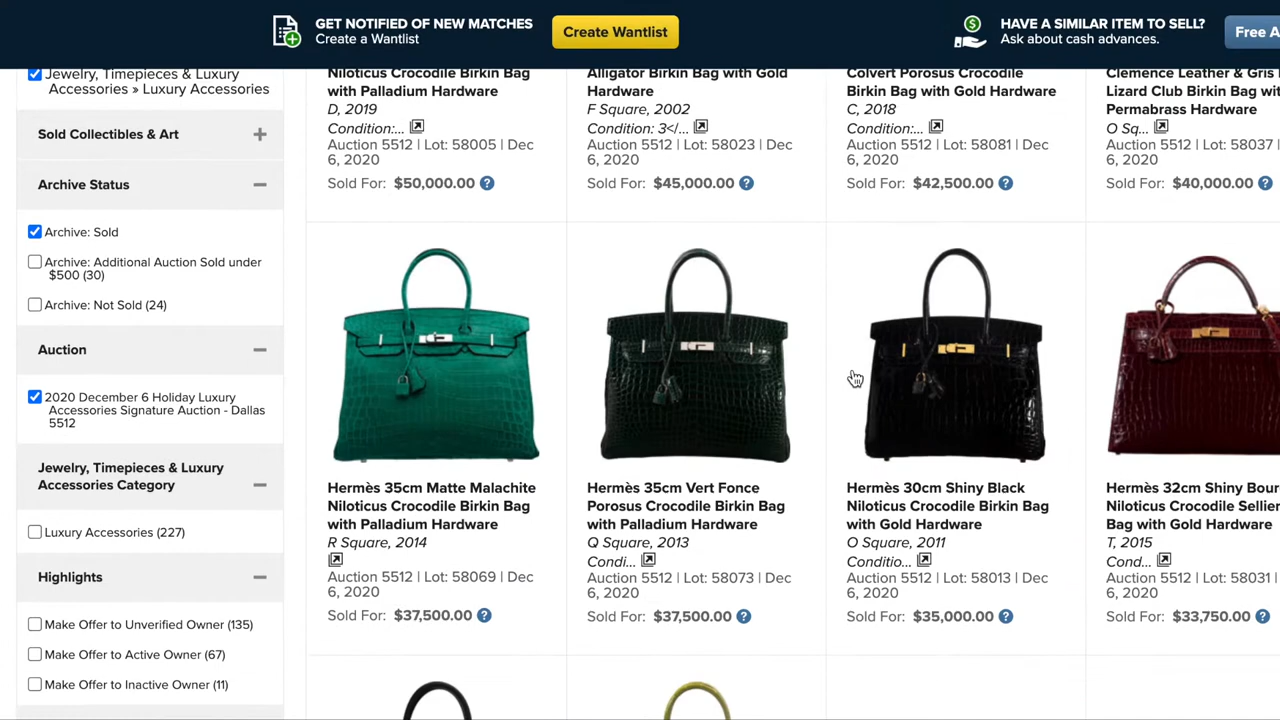 GET NOTIFIED OF NEW MATCHES
Create a Wantlist
Create Wantlist
HAVE A SIMILAR ITEM TO SELL?
Ask about cash advances.
Free A
Jewelry, Timepieces & Luxury
Accessories » Luxury Accessories
Sold Collectibles & Art
Archive Status
Archive: Sold
Archive: Additional Auction Sold under
$500 (30)
Archive: Not Sold (24)
Auction
2020 December 6 Holiday Luxury
Accessories Signature Auction - Dallas
5512
Jewelry, Timepieces & Luxury
Accessories Category
Luxury Accessories (227)
Highlights
Make Offer to Unverified Owner (135)
Make Offer to Active Owner (67)
Make Offer to Inactive Owner (11)
Niloticus Crocodile Birkin Bag
with Palladium Hardware
D, 2019
Condition:...
Auction 5512 | Lot: 58005 | Dec
6, 2020
Sold For: $50,000.00
Alligator Birkin Bag with Gold
Hardware
F Square, 2002
Condition: 3</...
Auction 5512 | Lot: 58023 | Dec
6, 2020
Sold For: $45,000.00
Colvert Porosus Crocodile
Birkin Bag with Gold Hardware
C, 2018
Condition:...
Auction 5512 | Lot: 58081 | Dec
6, 2020
Sold For: $42,500.00
Clemence Leather & Gris
Lizard Club Birkin Bag wit
Permabrass Hardware
O Sq...
Auction 5512 | Lot: 58037
6, 2020
Sold For: $40,000.00
Hermès 35cm Matte Malachite
Niloticus Crocodile Birkin Bag
with Palladium Hardware
R Square, 2014
Auction 5512 | Lot: 58069 | Dec
6, 2020
Sold For: $37,500.00
Hermès 35cm Vert Fonce
Porosus Crocodile Birkin Bag
with Palladium Hardware
Q Square, 2013
Condi...
Auction 5512 | Lot: 58073 | Dec
6, 2020
Sold For: $37,500.00
Hermès 30cm Shiny Black
Niloticus Crocodile Birkin Bag
with Gold Hardware
O Square, 2011
Conditio...
Auction 5512 | Lot: 58013 | Dec
6, 2020
Sold For: $35,000.00
Hermès 32cm Shiny Bour
Niloticus Crocodile Sellier
Bag with Gold Hardware
T, 2015
Cond...
Auction 5512 | Lot: 58031 |
6, 2020
Sold For: $33,750.00